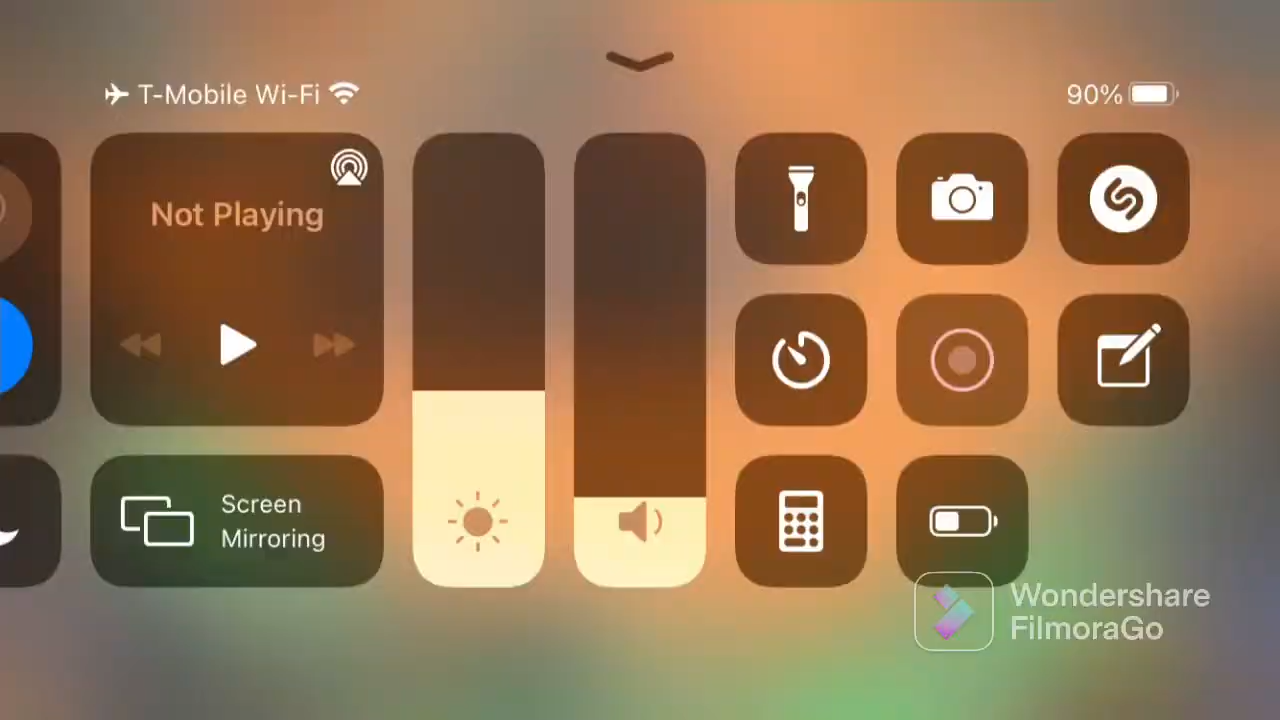 T-Mobile Wi-Fi
90%
Not Playing
Screen
Mirroring
Wondershare
FilmoraGo